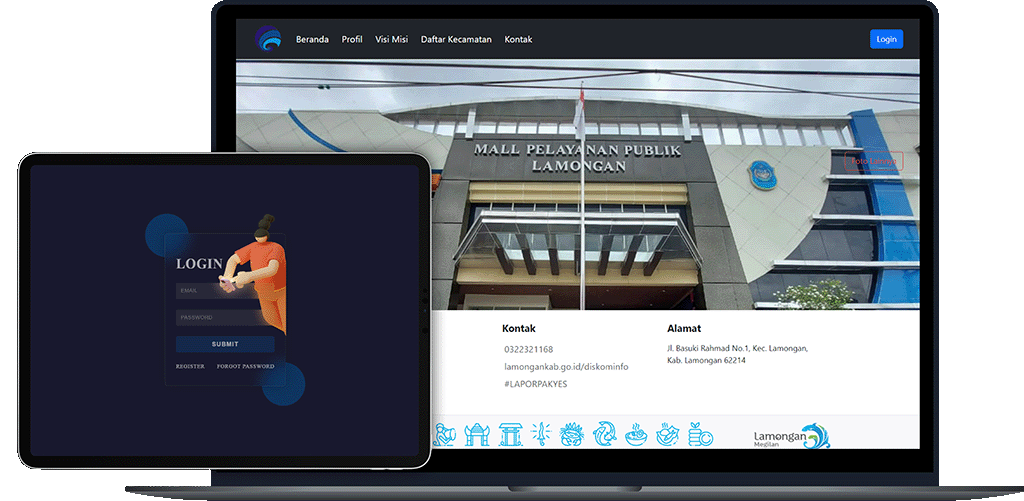 Beranda Profil Visi Misi Daftar Kecamatan Kontak Login
MALL PELAYANAN PUBLIK
LAMONGAN
Foto Lainnya
LOGIN
EMAIL
PASSWORD
SUBMIT
REGISTER FOROOT PASSWORD
Kontak
0322321168
lamongankab.go.id/diskominfo
#LAPORPAKYES
Alamat
Jl. Basuki Rahmad No.1, Kec. Lamongan,
Kab. Lamongan 62214
Lamongan
Megilan